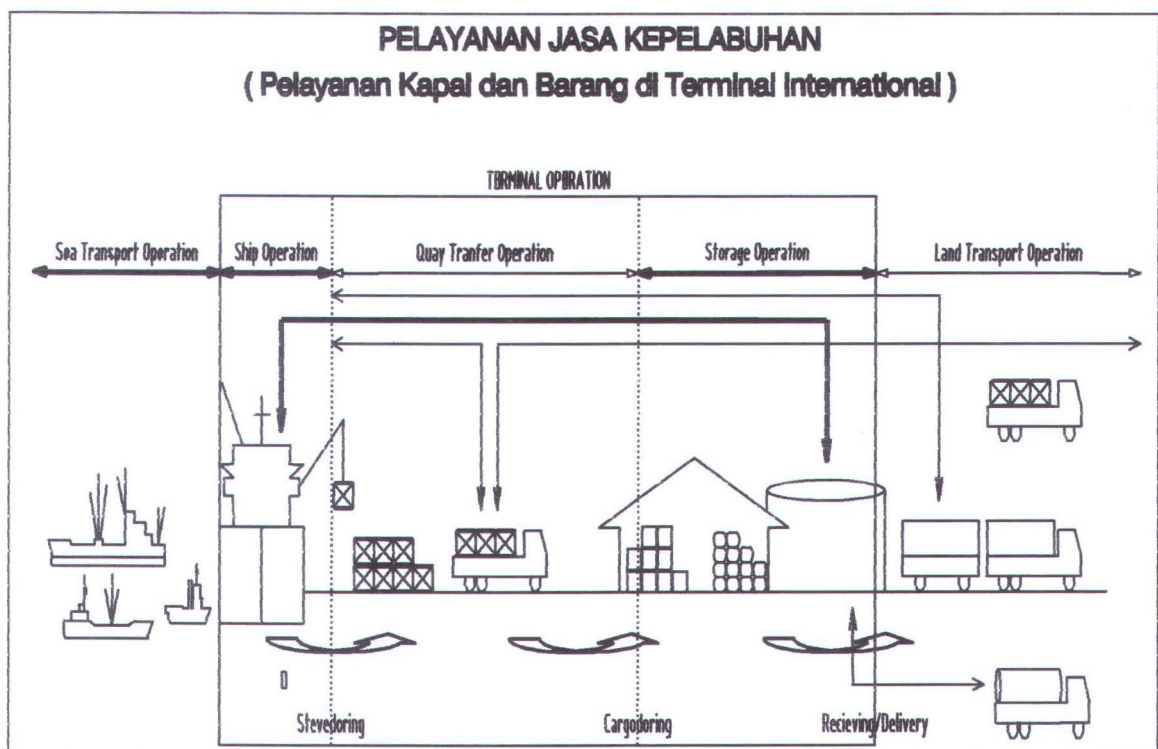 PELAYANAN JASA KEPELABUHAN
( Pelayanan Kapal dan Barang di Terminal International )
TERMINAL OPERATION
Sea Transport Operation
Ship Operation
Quay Tranfer Operation
Storage Operation
Land Transport Operation
Stevedoring
Cargodoring
Recieving/Delivery